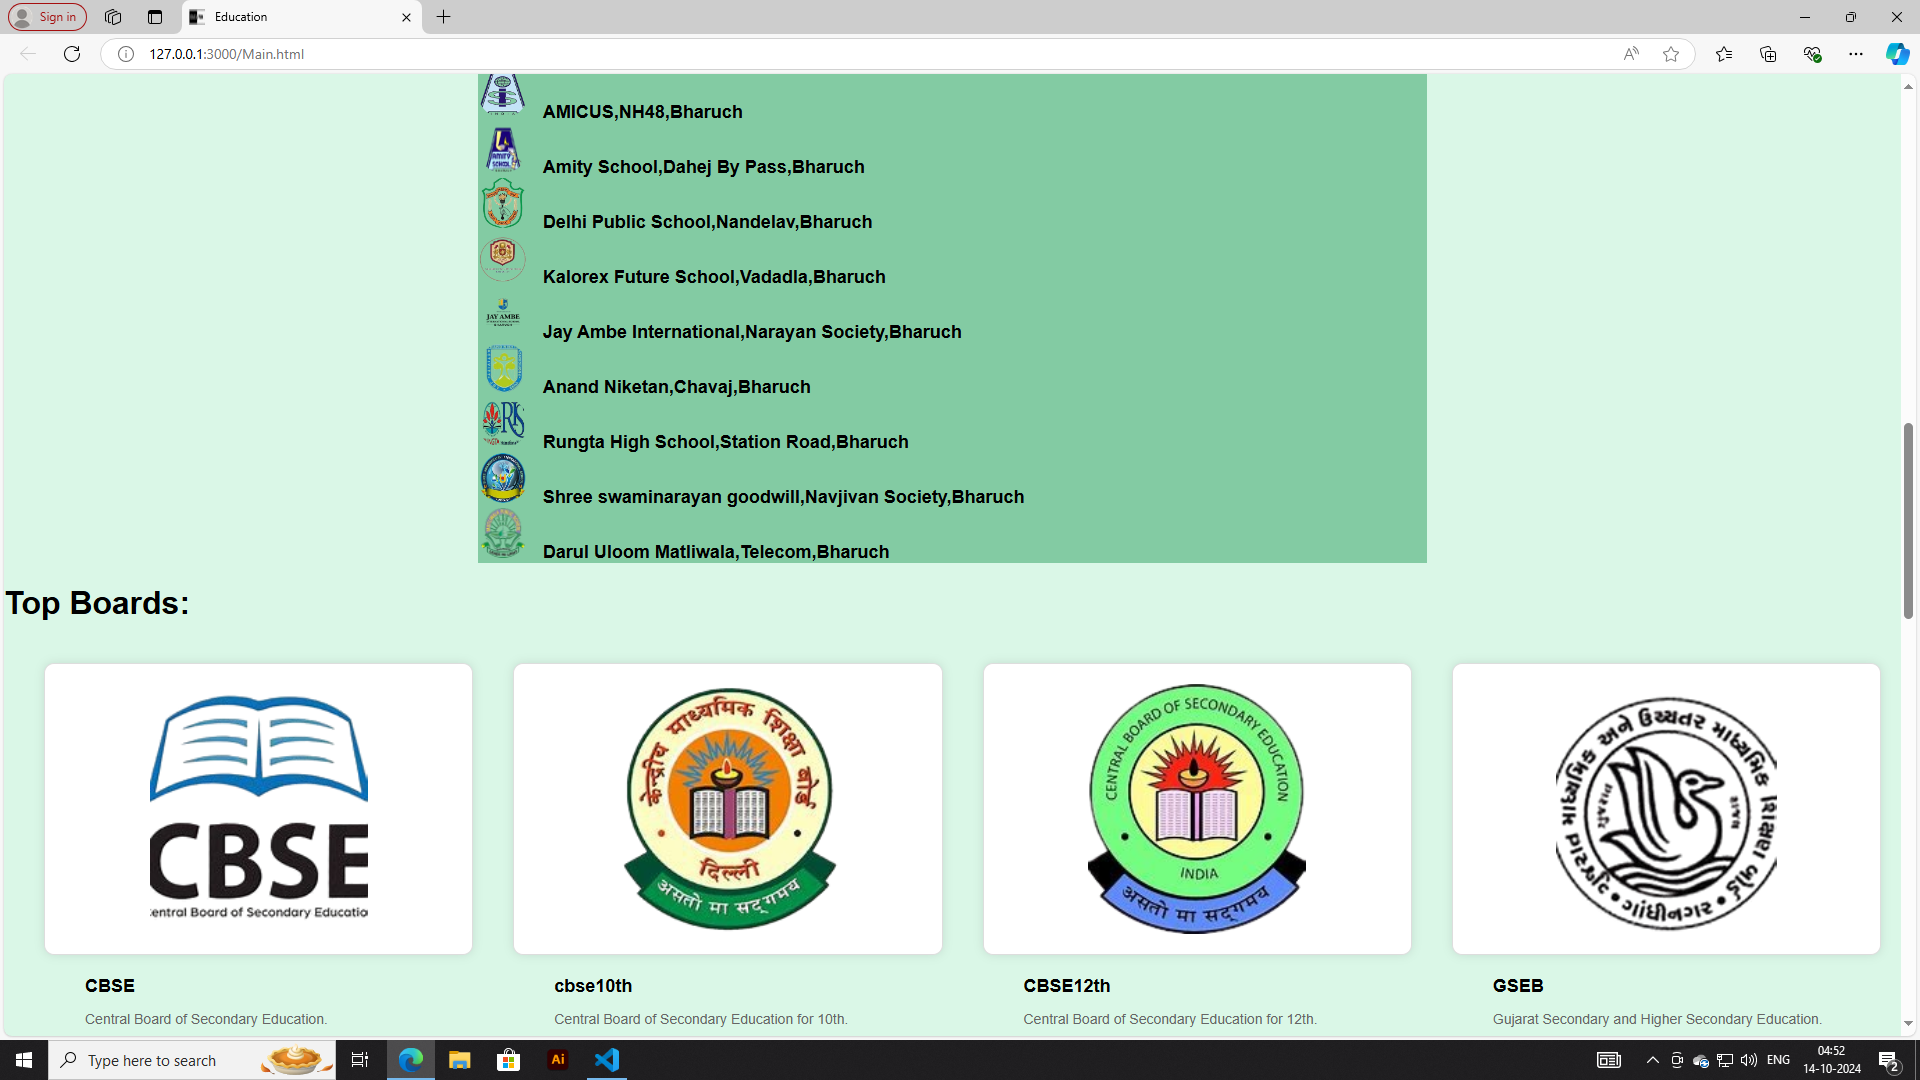 Sign in
Education
127.0.0.1:3000/Main.html
AMICUS,NH48,Bharuch
Amity School,Dahej By Pass,Bharuch
Delhi Public School,Nandelav,Bharuch
Kalorex Future School,Vadadla,Bharuch
JAY AMBE
Jay Ambe International,Narayan Society,Bharuch
Anand Niketan,Chavaj,Bharuch
RIS
Rungta High School,Station Road,Bharuch
Shree swaminarayan goodwill,Navjivan Society,Bharuch
Darul Uloom Matliwala,Telecom,Bharuch
Top Boards:
CBSE
entral Board of Secondary Educatio
केन्द्रीय माध्यमिक शिक्षा बोर्ड
दिल्ली
असतो मा सद्गमय
CENTRAL BOARD OF SECONDARY EDUCATION
INDIA
असतो मा सद्गमय
ગુજરાત માધ્યમિક અને ઉચ્ચતર માધ્યમિક શિક્ષણ બોર્ડ
ગાંધીનગર
CBSE
cbse10th
CBSE12th
GSEB
Central Board of Secondary Education.
Central Board of Secondary Education for 10th.
Central Board of Secondary Education for 12th.
Gujarat Secondary and Higher Secondary Education.
Type here to search
Ai
ENG
04:52
14-10-2024
2